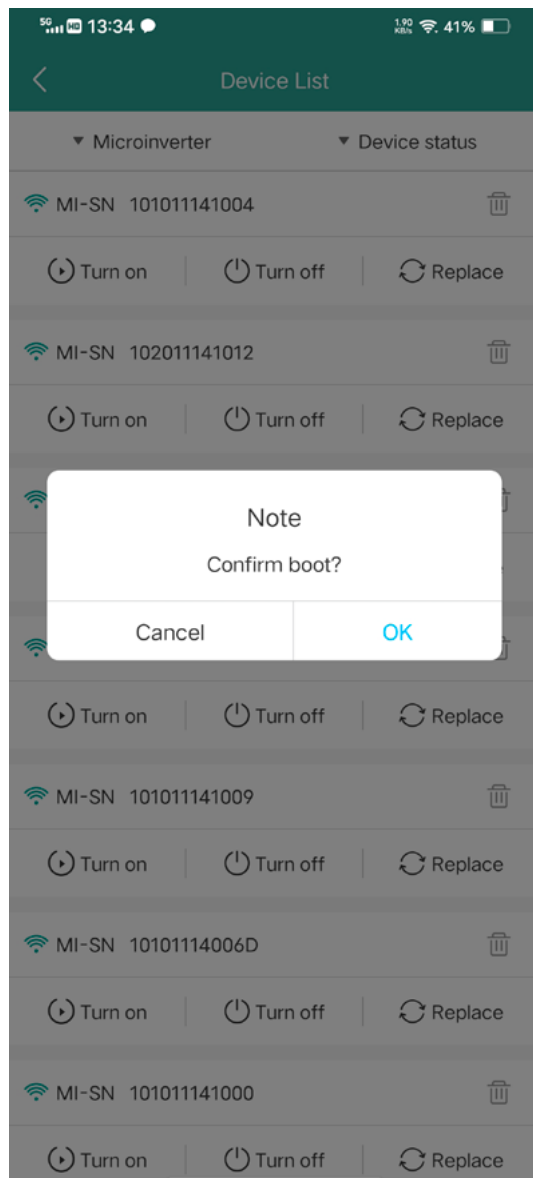 5G HD 13:34 1.90 KB/s 41%
Device List
Microinverter Device status
MI-SN 101011141004
Turn on Turn off Replace
MI-SN 102011141012
Turn on Turn off Replace
Note
Confirm boot?
Cancel OK
Turn on Turn off Replace
MI-SN 101011141009
Turn on Turn off Replace
MI-SN 10101114006D
Turn on Turn off Replace
MI-SN 101011141000
Turn on Turn off Replace